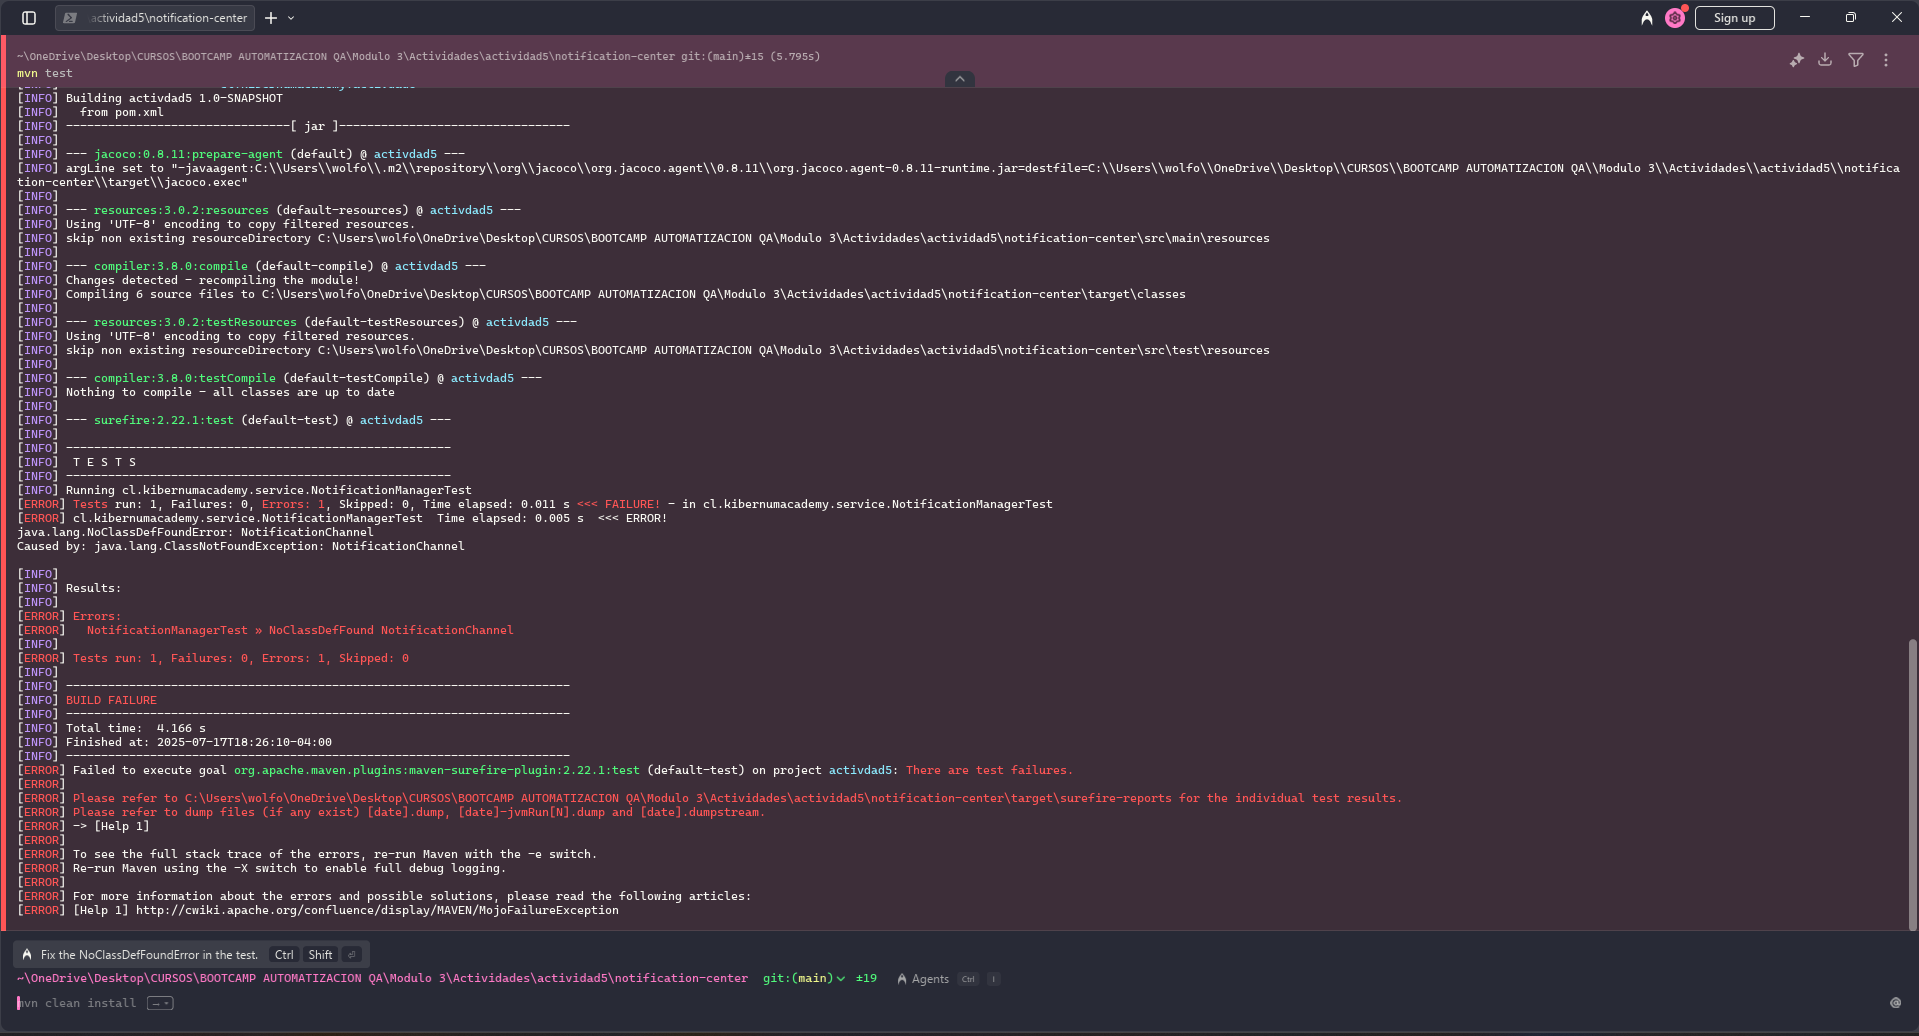 actividad5\notification-center
Sign up
~\OneDrive\Desktop\CURSOS\BOOTCAMP AUTOMATIZACION QA\Modulo 3\Actividades\actividad5\notification-center git:(main)±15 (5.795s)
mvn test
[INFO] Building activdad5 1.0-SNAPSHOT
[INFO]   from pom.xml
[INFO] --------------------------------[ jar ]---------------------------------
[INFO]
[INFO] --- jacoco:0.8.11:prepare-agent (default) @ activdad5 ---
[INFO] argLine set to "-javaagent:C:\\Users\\wolfo\\.m2\\repository\\org\\jacoco\\org.jacoco.agent\\0.8.11\\org.jacoco.agent-0.8.11-runtime.jar=destfile=C:\\Users\\wolfo\\OneDrive\\Desktop\\CURSOS\\BOOTCAMP AUTOMATIZACION QA\\Modulo 3\\Actividades\\actividad5\\notifica
tion-center\\target\\jacoco.exec"
[INFO]
[INFO] --- resources:3.0.2:resources (default-resources) @ activdad5 ---
[INFO] Using 'UTF-8' encoding to copy filtered resources.
[INFO] skip non existing resourceDirectory C:\Users\wolfo\OneDrive\Desktop\CURSOS\BOOTCAMP AUTOMATIZACION QA\Modulo 3\Actividades\actividad5\notification-center\src\main\resources
[INFO]
[INFO] --- compiler:3.8.0:compile (default-compile) @ activdad5 ---
[INFO] Changes detected - recompiling the module!
[INFO] Compiling 6 source files to C:\Users\wolfo\OneDrive\Desktop\CURSOS\BOOTCAMP AUTOMATIZACION QA\Modulo 3\Actividades\actividad5\notification-center\target\classes
[INFO]
[INFO] --- resources:3.0.2:testResources (default-testResources) @ activdad5 ---
[INFO] Using 'UTF-8' encoding to copy filtered resources.
[INFO] skip non existing resourceDirectory C:\Users\wolfo\OneDrive\Desktop\CURSOS\BOOTCAMP AUTOMATIZACION QA\Modulo 3\Actividades\actividad5\notification-center\src\test\resources
[INFO]
[INFO] --- compiler:3.8.0:testCompile (default-testCompile) @ activdad5 ---
[INFO] Nothing to compile - all classes are up to date
[INFO]
[INFO] --- surefire:2.22.1:test (default-test) @ activdad5 ---
[INFO]
[INFO] -------------------------------------------------------
[INFO]  T E S T S
[INFO] -------------------------------------------------------
[INFO] Running cl.kibernumacademy.service.NotificationManagerTest
[ERROR] Tests run: 1, Failures: 0, Errors: 1, Skipped: 0, Time elapsed: 0.011 s <<< FAILURE! - in cl.kibernumacademy.service.NotificationManagerTest
[ERROR] cl.kibernumacademy.service.NotificationManagerTest  Time elapsed: 0.005 s  <<< ERROR!
java.lang.NoClassDefFoundError: NotificationChannel
Caused by: java.lang.ClassNotFoundException: NotificationChannel
[INFO]
[INFO] Results:
[INFO]
[ERROR] Errors:
[ERROR]   NotificationManagerTest » NoClassDefFound NotificationChannel
[INFO]
[ERROR] Tests run: 1, Failures: 0, Errors: 1, Skipped: 0
[INFO]
[INFO] ------------------------------------------------------------------------
[INFO] BUILD FAILURE
[INFO] ------------------------------------------------------------------------
[INFO] Total time:  4.166 s
[INFO] Finished at: 2025-07-17T18:26:10-04:00
[INFO] ------------------------------------------------------------------------
[ERROR] Failed to execute goal org.apache.maven.plugins:maven-surefire-plugin:2.22.1:test (default-test) on project activdad5: There are test failures.
[ERROR]
[ERROR] Please refer to C:\Users\wolfo\OneDrive\Desktop\CURSOS\BOOTCAMP AUTOMATIZACION QA\Modulo 3\Actividades\actividad5\notification-center\target\surefire-reports for the individual test results.
[ERROR] Please refer to dump files (if any exist) [date].dump, [date]-jvmRun[N].dump and [date].dumpstream.
[ERROR] -> [Help 1]
[ERROR]
[ERROR] To see the full stack trace of the errors, re-run Maven with the -e switch.
[ERROR] Re-run Maven using the -X switch to enable full debug logging.
[ERROR]
[ERROR] For more information about the errors and possible solutions, please read the following articles:
[ERROR] [Help 1] http://cwiki.apache.org/confluence/display/MAVEN/MojoFailureException
Fix the NoClassDefFoundError in the test. Ctrl Shift ⏎
~\OneDrive\Desktop\CURSOS\BOOTCAMP AUTOMATIZACION QA\Modulo 3\Actividades\actividad5\notification-center git:(main) ±19 Agents Ctrl I
mvn clean install